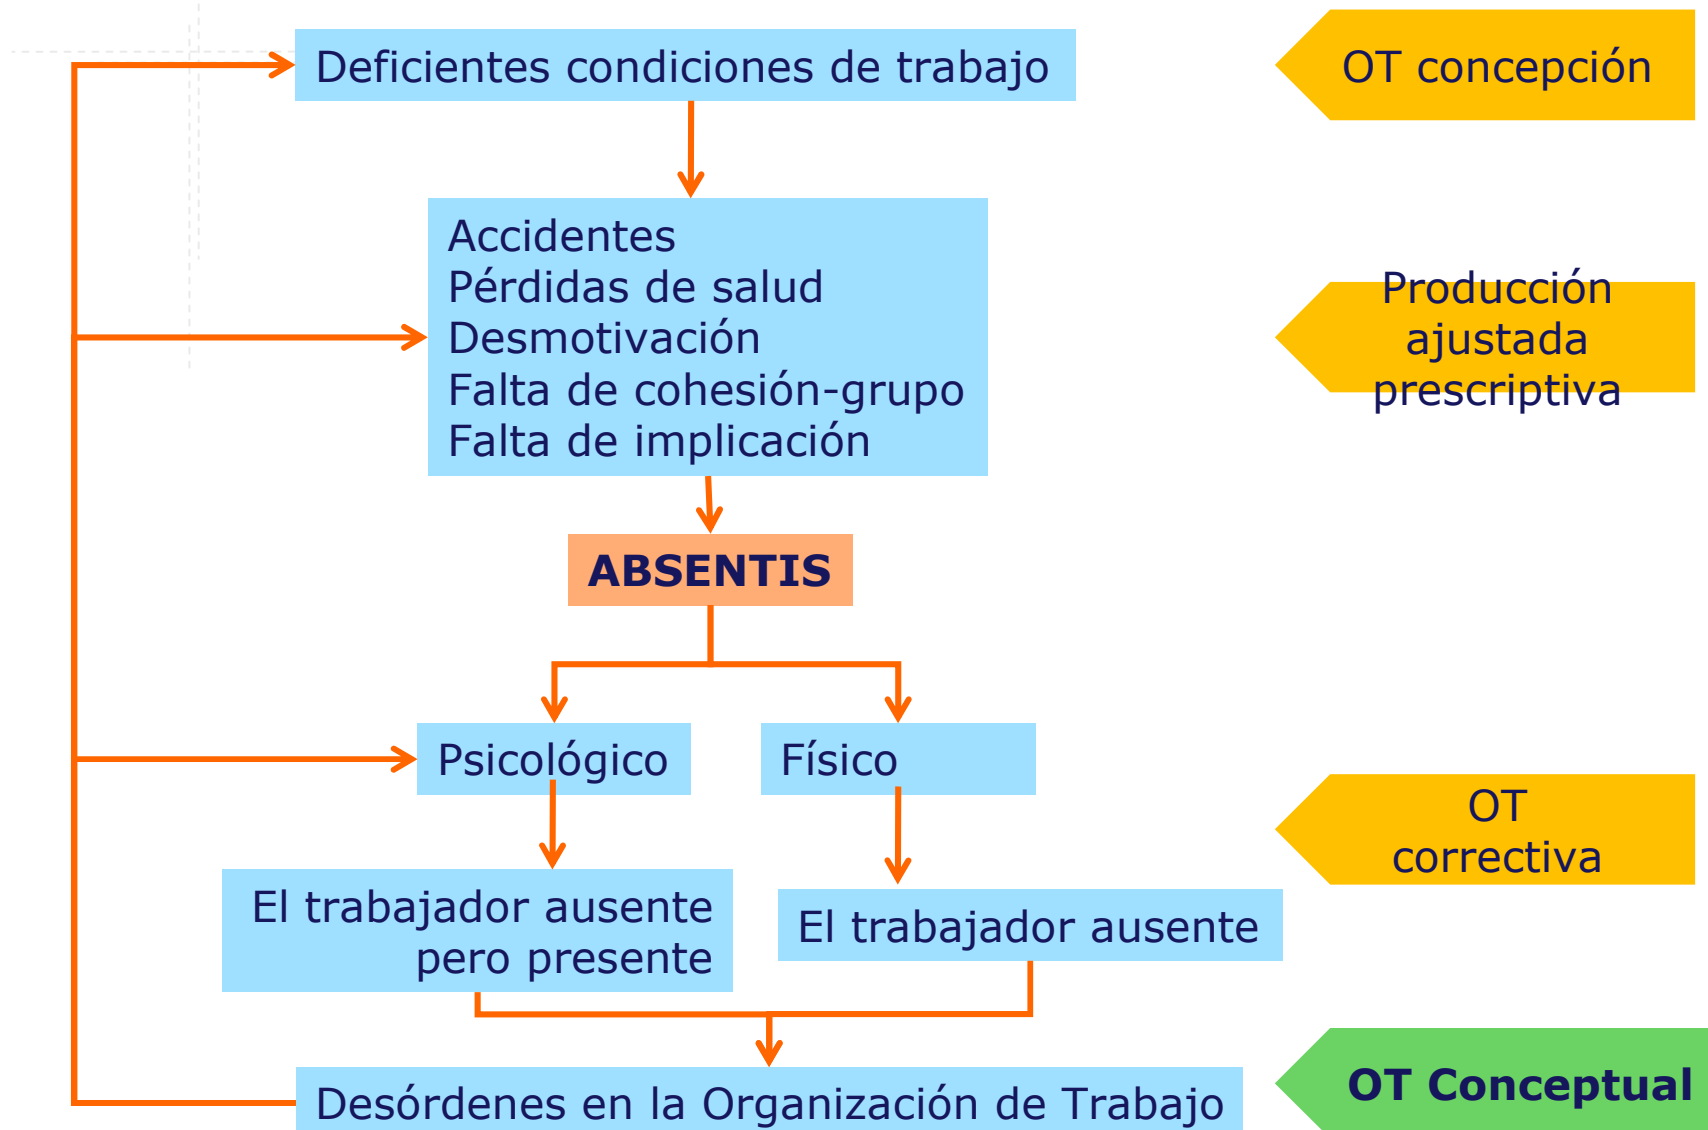 Deficientes condiciones de trabajo
OT concepción
Accidentes
Pérdidas de salud
Desmotivación
Falta de cohesión-grupo
Falta de implicación
Producción
ajustada
prescriptiva
ABSENTIS
Psicológico
Físico
OT
correctiva
El trabajador ausente
pero presente
El trabajador ausente
Desórdenes en la Organización de Trabajo
OT Conceptual